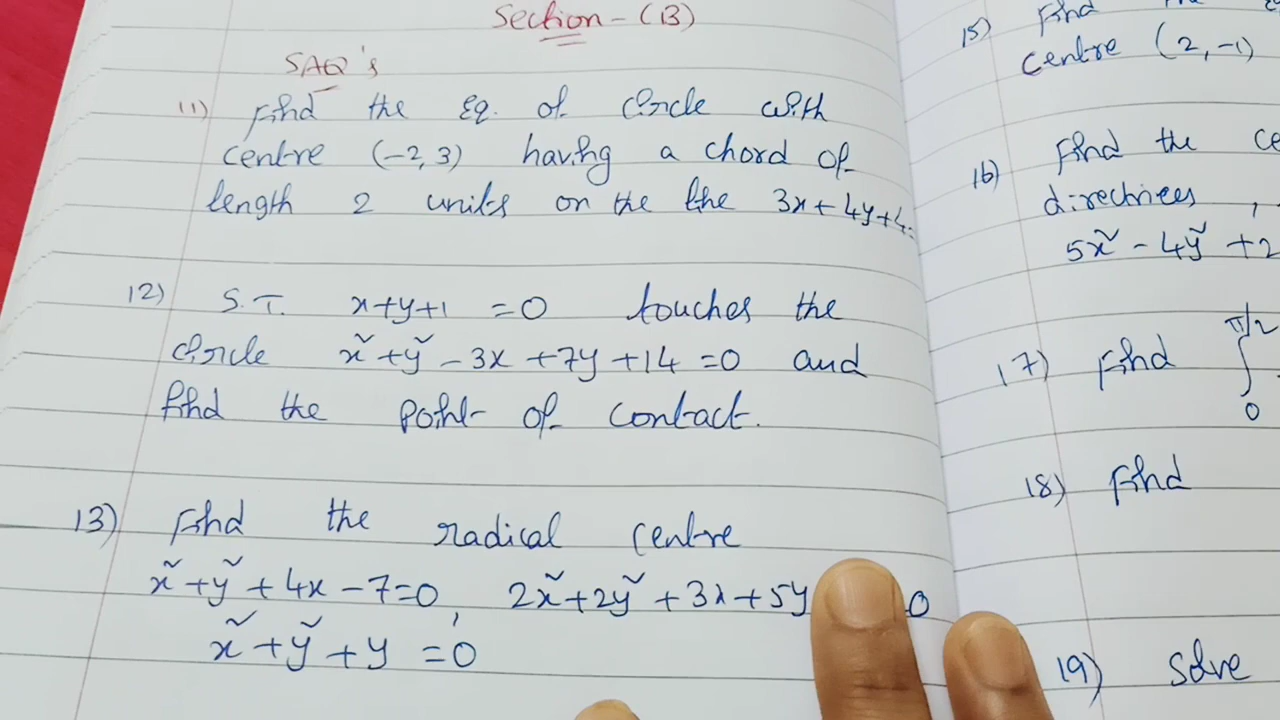 Section - (B)
SAQ's
11) Find the Eq. of circle with
centre (-2, 3) having a chord of
length 2 units on the line 3x + 4y + 4
12) S.T. x+y+1 = 0 touches the
circle x² + y² - 3x + 7y + 14 = 0 and
find the point of contact.
13) Find the radical centre
x² + y² + 4x - 7 = 0, 2x² + 2y² + 3x + 5y 0
x² + y² + y = 0
15) Find the
centre (2, -1)
16) Find the
directrices,
5x² - 4y² + 2
17) Find ∫ π/2
0
18) Find
19) Solve